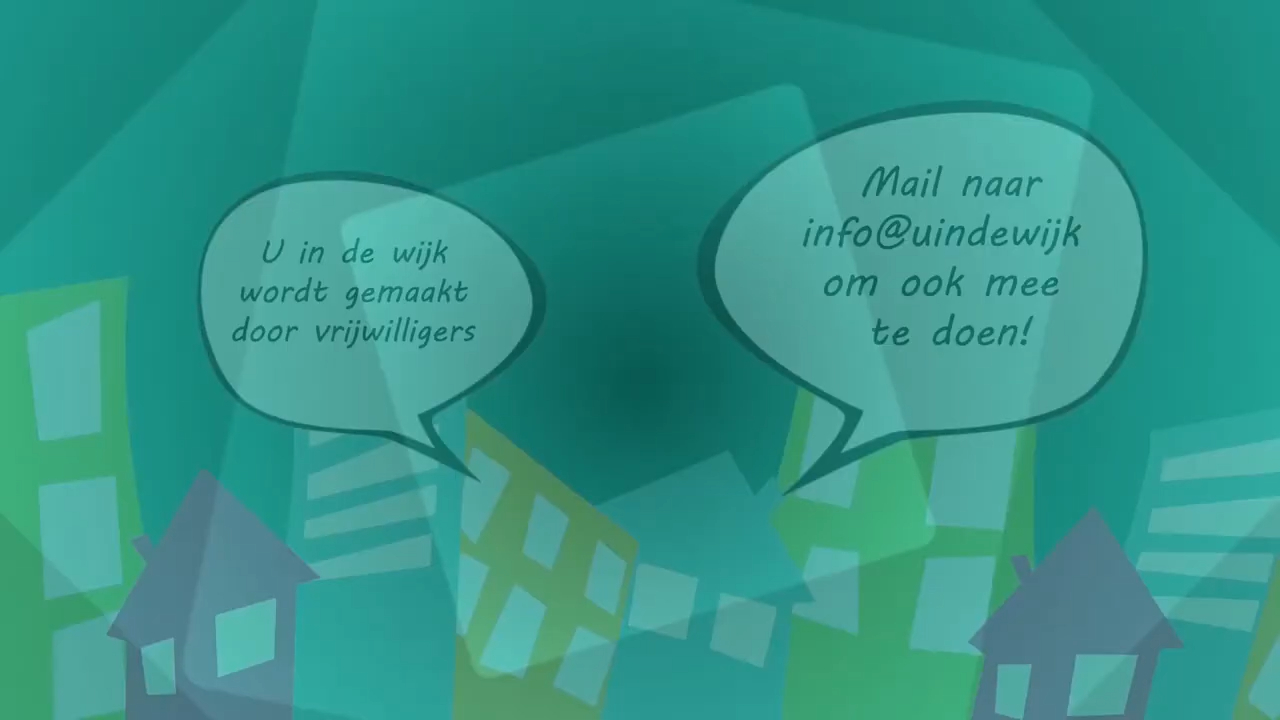 U in de wijk
wordt gemaakt
door vrijwilligers
Mail naar
info@uindewijk
om ook mee
te doen!